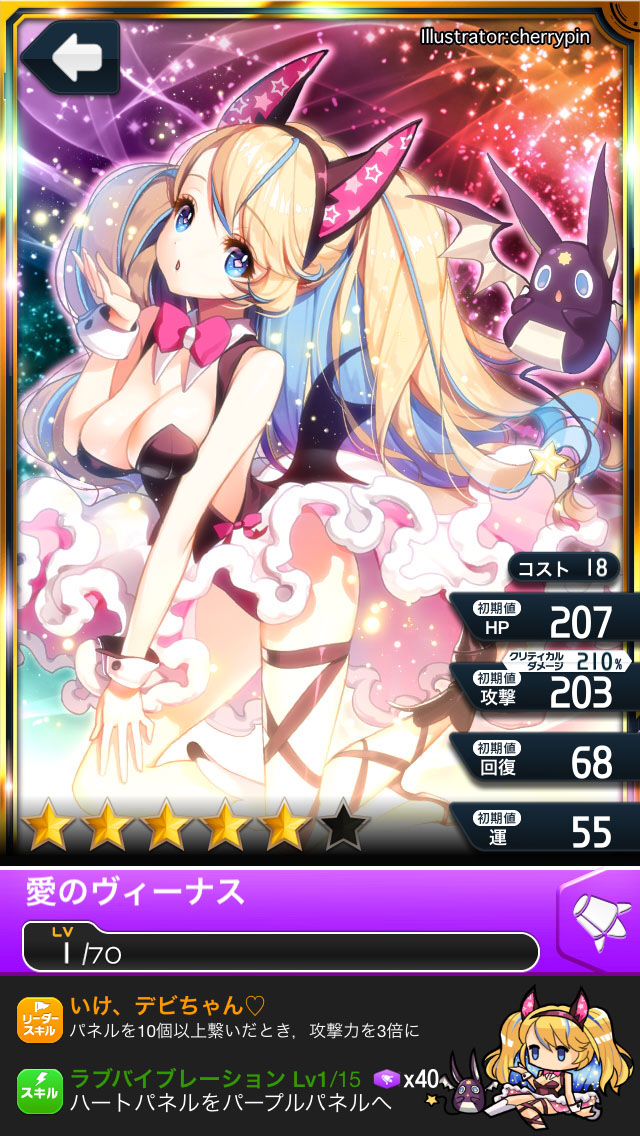 Illustrator:cherrypin
コスト 18
初期値
HP 207
クリティカル
ダメージ 210%
初期値
攻撃 203
初期値
回復 68
初期値
運 55
愛のヴィーナス
LV
1/70
リーダー
スキル
いけ、デビちゃん♡
パネルを10個以上繋いだとき，攻撃力を3倍に
スキル
ラブバイブレーション Lv1/15 x40
ハートパネルをパープルパネルへ